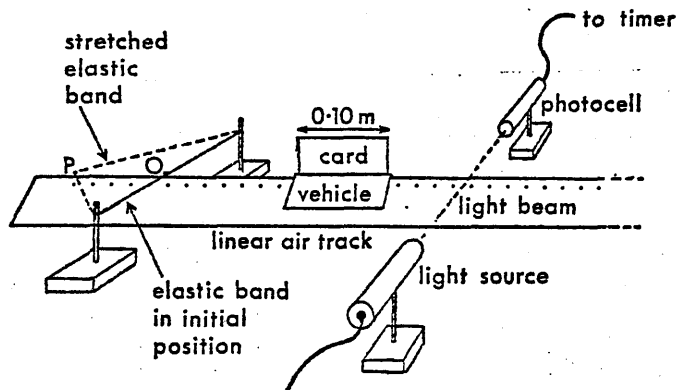 to timer
stretched
elastic
band
0·10 m
photocell
P
O
card
vehicle
light beam
linear air track
light source
elastic band
in initial
position